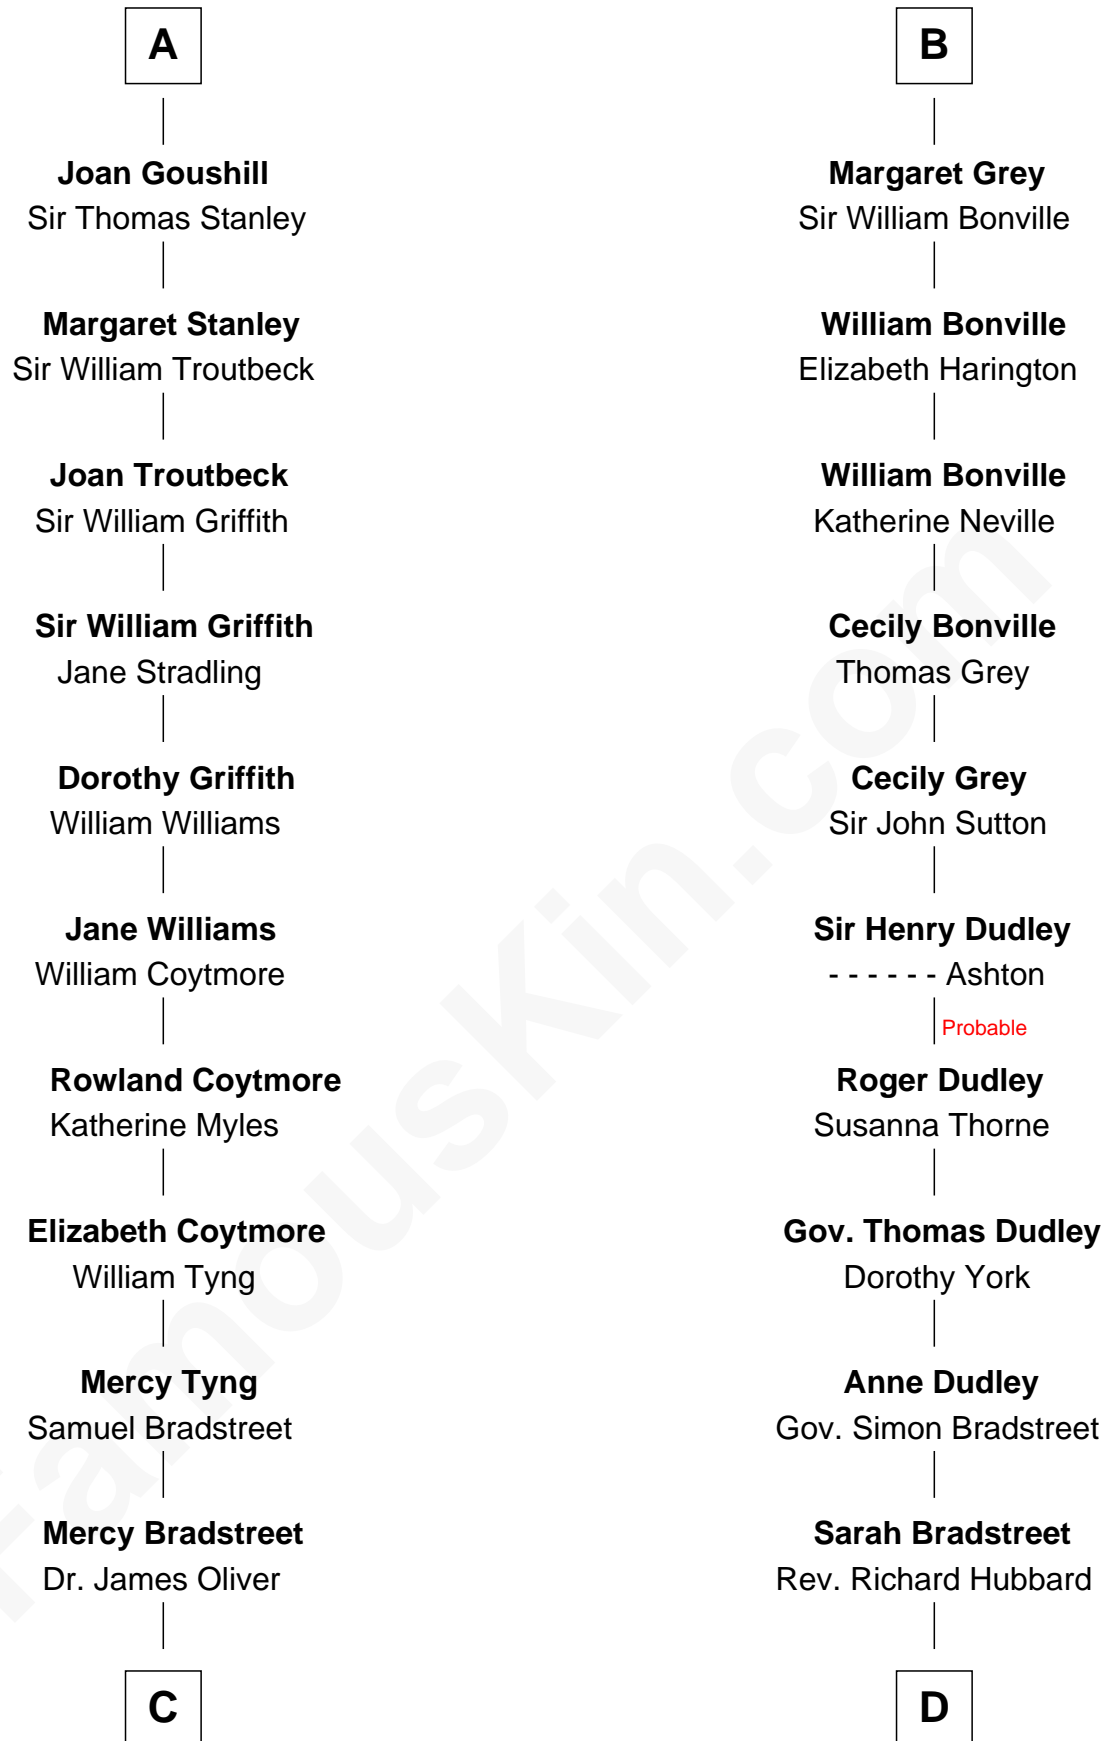 A
Joan Goushill
Sir Thomas Stanley
Margaret Stanley
Sir William Troutbeck
Joan Troutbeck
Sir William Griffith
Sir William Griffith
Jane Stradling
Dorothy Griffith
William Williams
Jane Williams
William Coytmore
Rowland Coytmore
Katherine Myles
Elizabeth Coytmore
William Tyng
Mercy Tyng
Samuel Bradstreet
Mercy Bradstreet
Dr. James Oliver
C
B
Margaret Grey
Sir William Bonville
William Bonville
Elizabeth Harington
William Bonville
Katherine Neville
Cecily Bonville
Thomas Grey
Cecily Grey
Sir John Sutton
Sir Henry Dudley
- - - - - - Ashton
Probable
Roger Dudley
Susanna Thorne
Gov. Thomas Dudley
Dorothy York
Anne Dudley
Gov. Simon Bradstreet
Sarah Bradstreet
Rev. Richard Hubbard
D
FamousKin.com